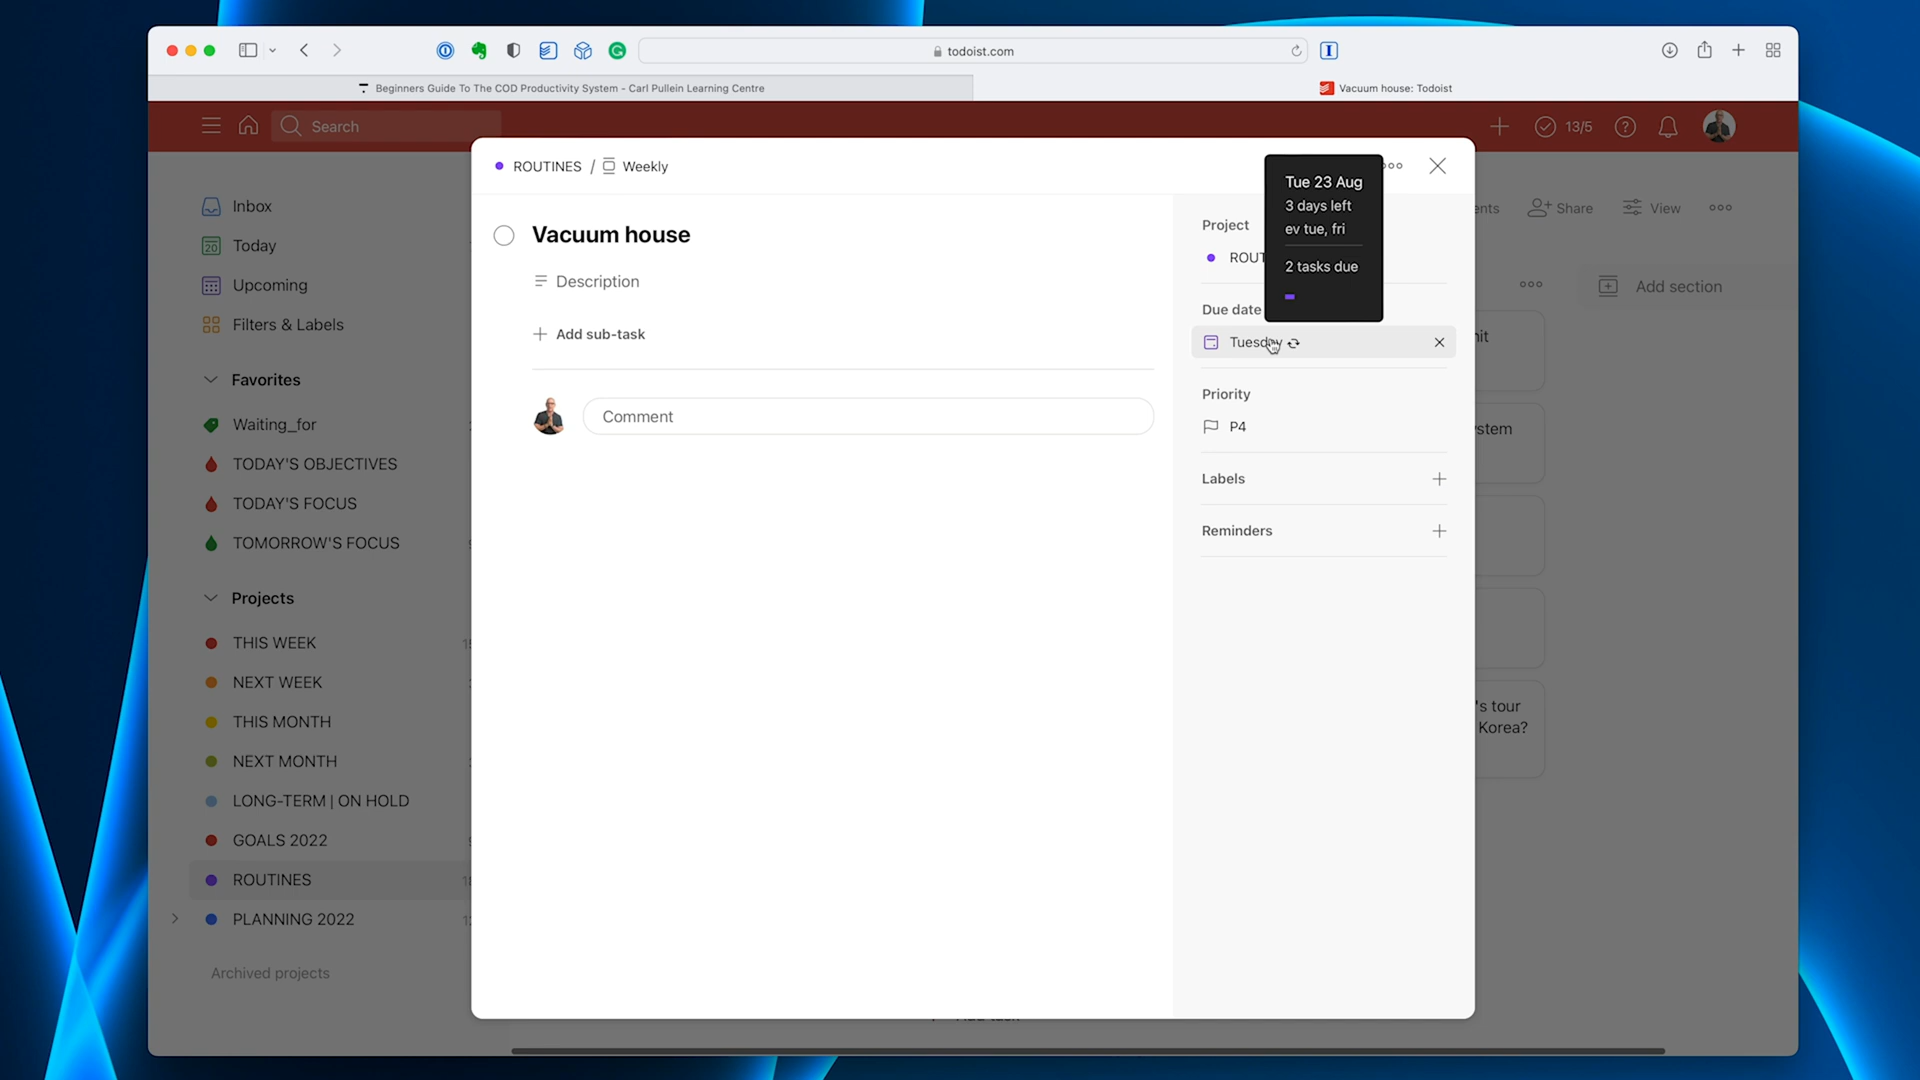 todoist.com
Beginners Guide To The COD Productivity System - Carl Pullein Learning Centre
Vacuum house: Todoist
Search
13/5
ROUTINES / Weekly
Tue 23 Aug
3 days left
ev tue, fri
2 tasks due
Vacuum house
Description
Add sub-task
Comment
Project
ROUT
Due date
Tuesday
Priority
P4
Labels
Reminders
Share
View
Add section
Inbox
20
Today
Upcoming
Filters & Labels
Favorites
Waiting_for
TODAY'S OBJECTIVES
TODAY'S FOCUS
TOMORROW'S FOCUS
Projects
THIS WEEK
NEXT WEEK
THIS MONTH
NEXT MONTH
LONG-TERM | ON HOLD
GOALS 2022
ROUTINES
PLANNING 2022
Archived projects
's tour
Korea?